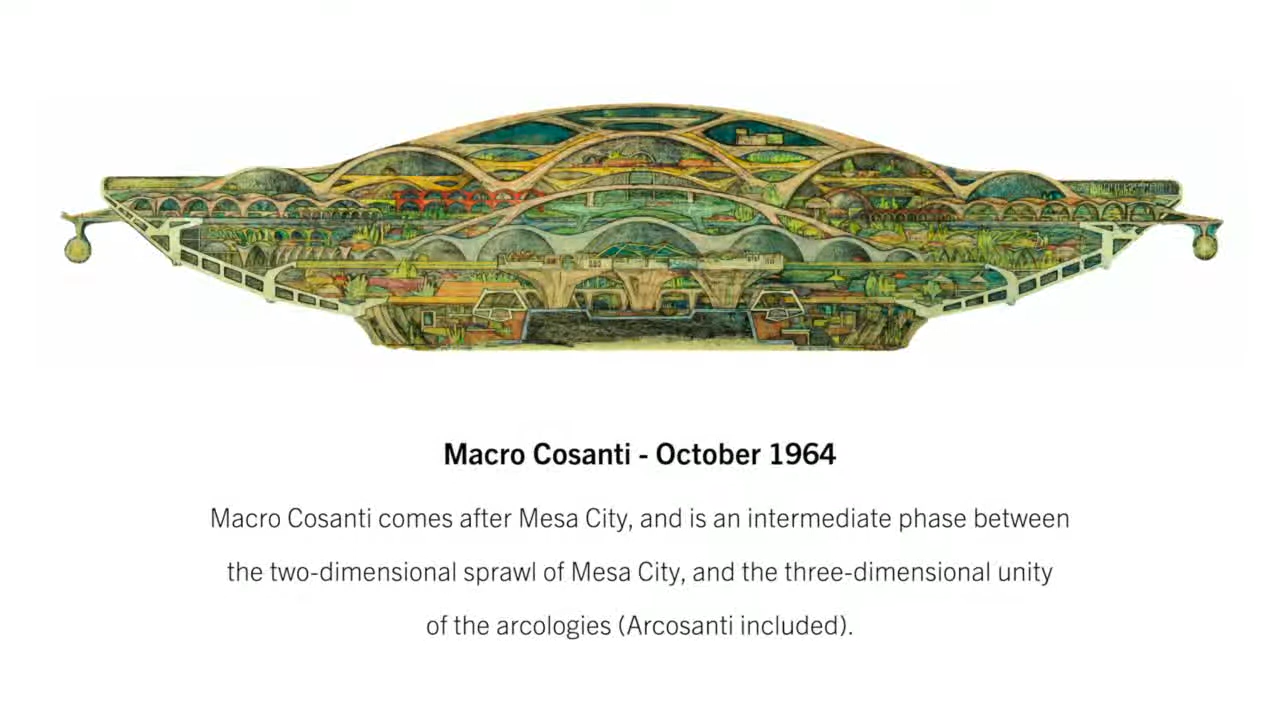 Macro Cosanti - October 1964
Macro Cosanti comes after Mesa City, and is an intermediate phase between
the two-dimensional sprawl of Mesa City, and the three-dimensional unity
of the arcologies (Arcosanti included).